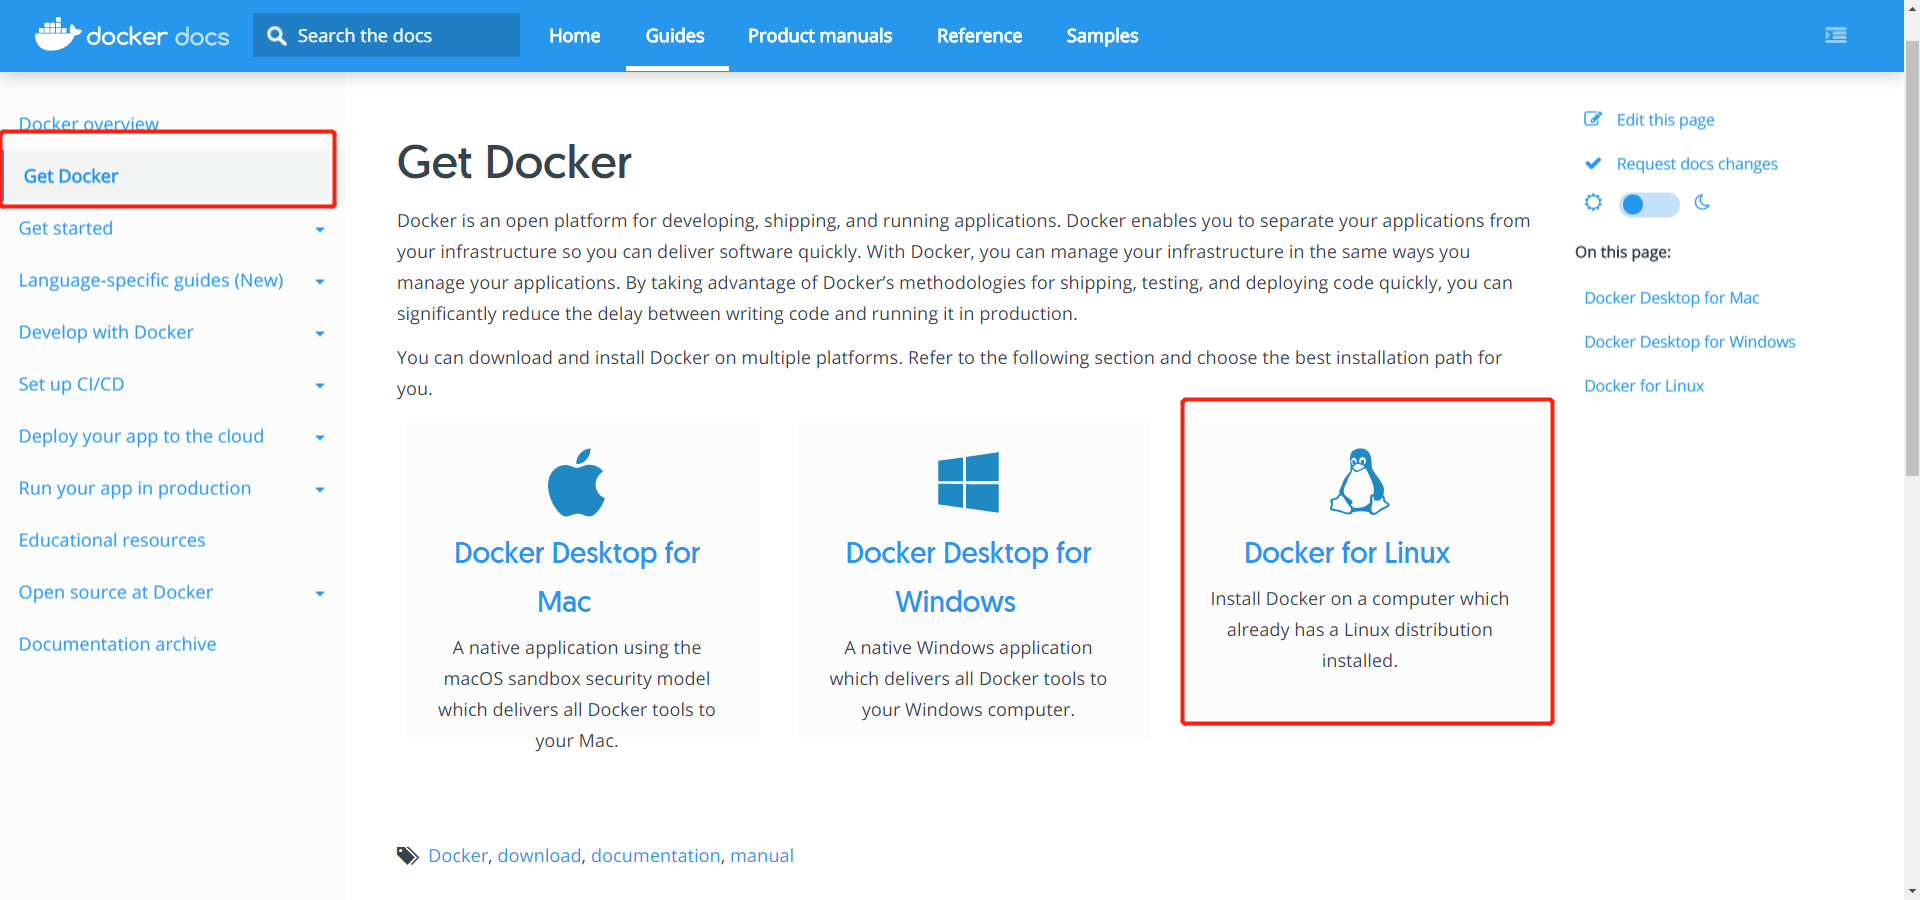 docker docs
Search the docs
Home
Guides
Product manuals
Reference
Samples
Docker overview
Get Docker
Get started
Language-specific guides (New)
Develop with Docker
Set up CI/CD
Deploy your app to the cloud
Run your app in production
Educational resources
Open source at Docker
Documentation archive
Get Docker
Docker is an open platform for developing, shipping, and running applications. Docker enables you to separate your applications from
your infrastructure so you can deliver software quickly. With Docker, you can manage your infrastructure in the same ways you
manage your applications. By taking advantage of Docker’s methodologies for shipping, testing, and deploying code quickly, you can
significantly reduce the delay between writing code and running it in production.
You can download and install Docker on multiple platforms. Refer to the following section and choose the best installation path for
you.
Docker Desktop for
Mac
A native application using the
macOS sandbox security model
which delivers all Docker tools to
your Mac.
Docker Desktop for
Windows
A native Windows application
which delivers all Docker tools to
your Windows computer.
Docker for Linux
Install Docker on a computer which
already has a Linux distribution
installed.
Docker, download, documentation, manual
Edit this page
Request docs changes
On this page:
Docker Desktop for Mac
Docker Desktop for Windows
Docker for Linux